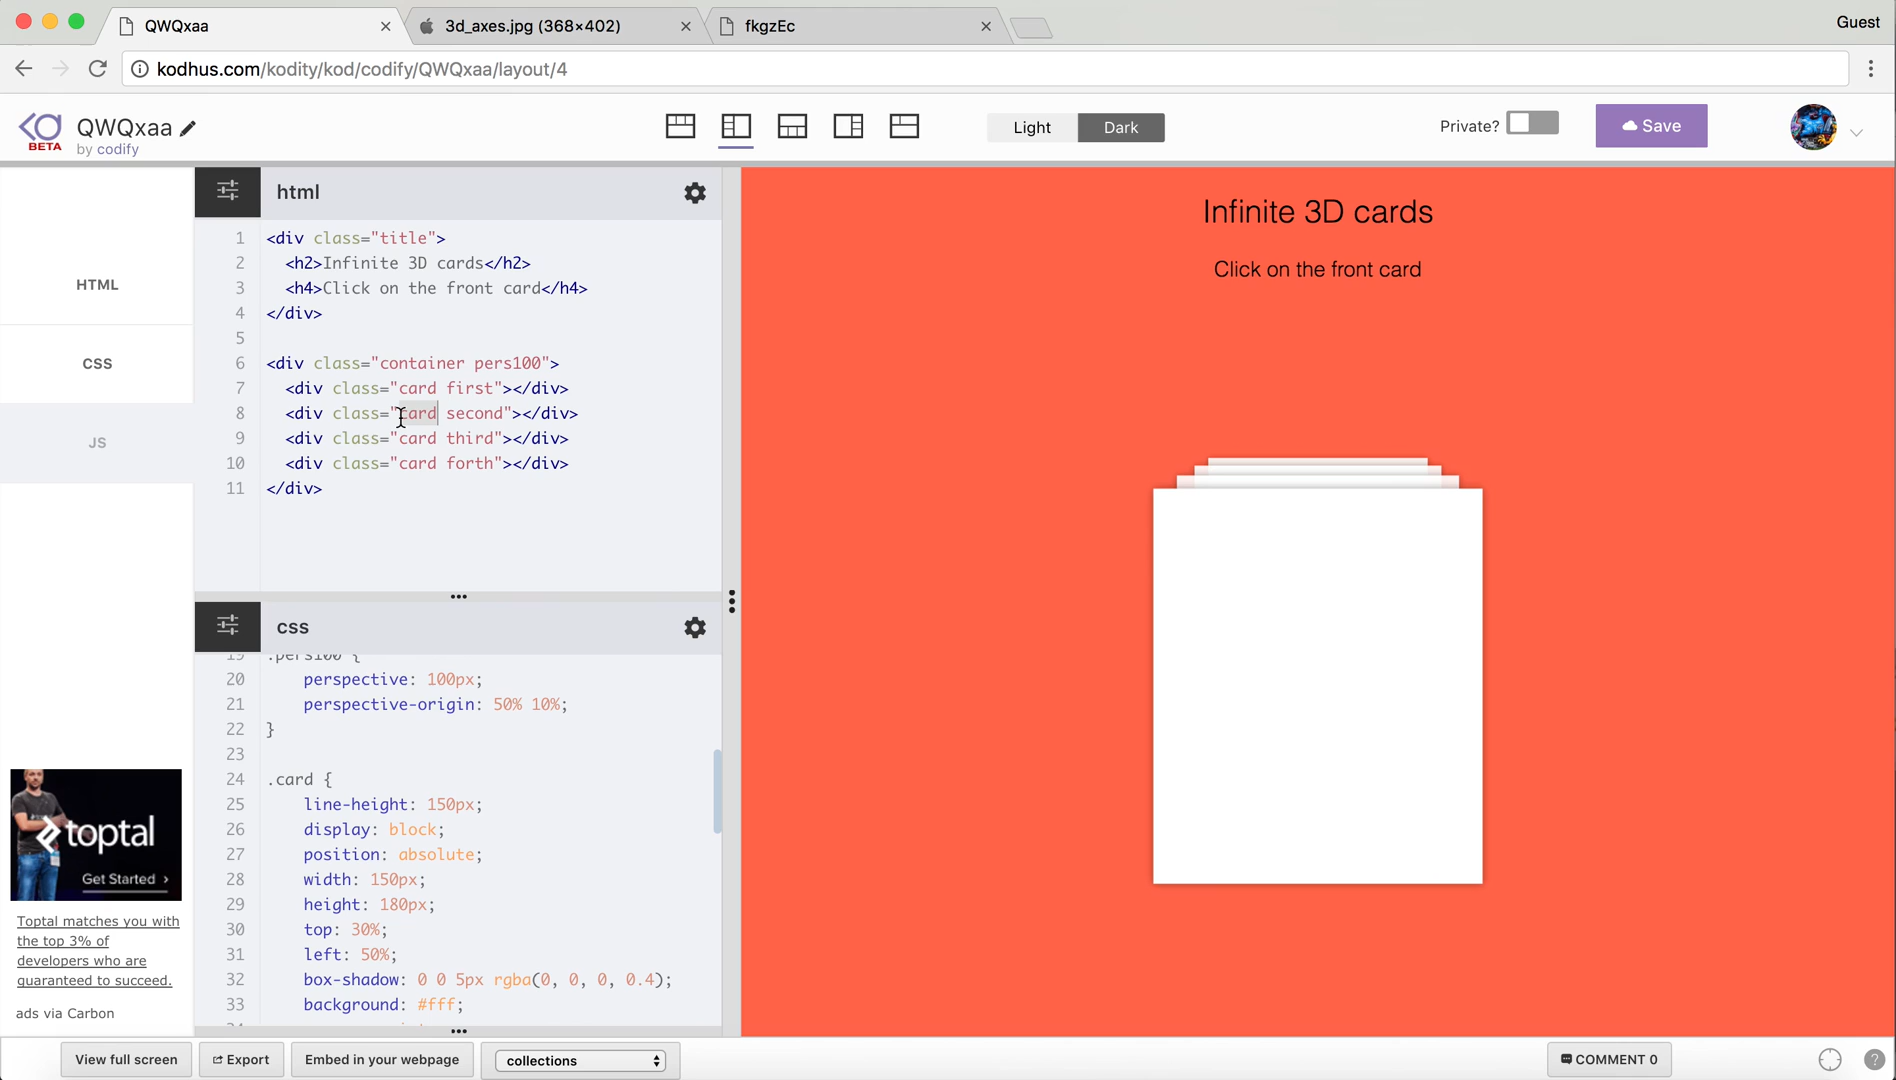 QWQxaa
3d_axes.jpg (368×402)
fkgzEc
Guest
kodhus.com/kodity/kod/codify/QWQxaa/layout/4
BETA
QWQxaa
by codify
Light
Dark
Private?
Save
HTML
CSS
JS
html
1 <div class="title">
2 <h2>Infinite 3D cards</h2>
3 <h4>Click on the front card</h4>
4 </div>
5
6 <div class="container pers100">
7 <div class="card first"></div>
8 <div class="card second"></div>
9 <div class="card third"></div>
10 <div class="card forth"></div>
11 </div>
css
19 .pers100 {
20 perspective: 100px;
21 perspective-origin: 50% 10%;
22 }
23
24 .card {
25 line-height: 150px;
26 display: block;
27 position: absolute;
28 width: 150px;
29 height: 180px;
30 top: 30%;
31 left: 50%;
32 box-shadow: 0 0 5px rgba(0, 0, 0, 0.4);
33 background: #fff;
Infinite 3D cards
Click on the front card
toptal
Get Started ›
Toptal matches you with
the top 3% of
developers who are
guaranteed to succeed.
ads via Carbon
View full screen
Export
Embed in your webpage
collections
COMMENT 0
?